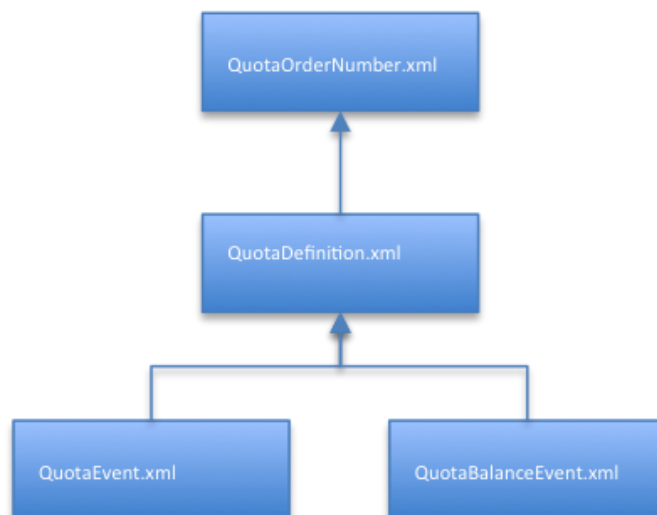 QuotaOrderNumber.xml
QuotaDefinition.xml
QuotaEvent.xml
QuotaBalanceEvent.xml